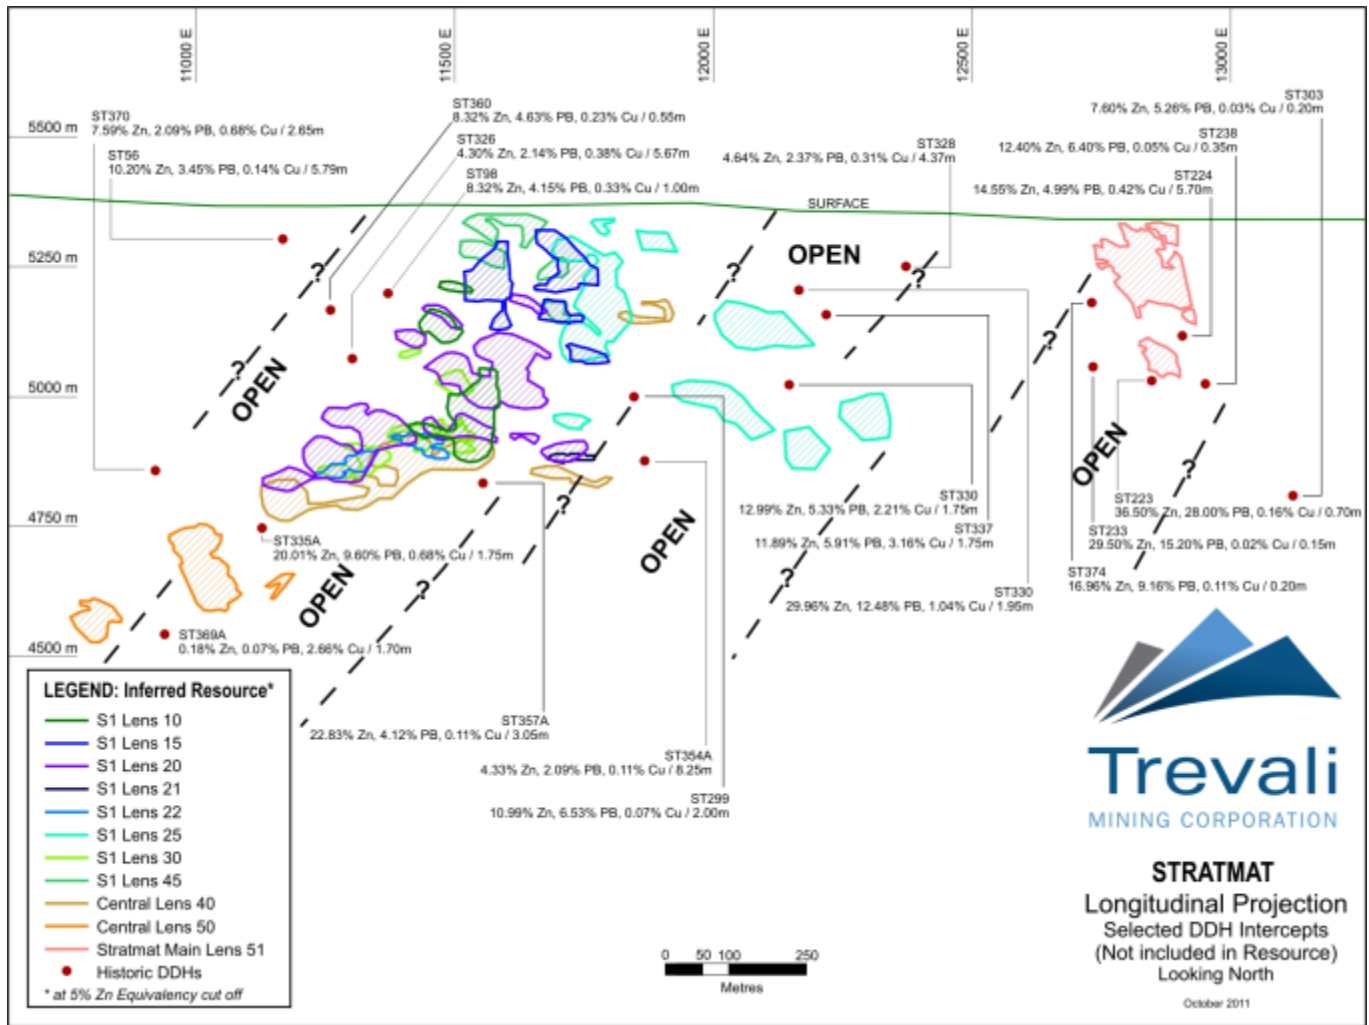 11000 E
11500 E
12000 E
12500 E
13000 E
ST370
7.59% Zn, 2.09% PB, 0.68% Cu / 2.65m
ST56
10.20% Zn, 3.45% PB, 0.14% Cu / 5.79m
ST360
8.32% Zn, 4.63% PB, 0.23% Cu / 0.55m
ST326
4.30% Zn, 2.14% PB, 0.38% Cu / 5.67m
ST98
8.32% Zn, 4.15% PB, 0.33% Cu / 1.00m
ST328
4.64% Zn, 2.37% PB, 0.31% Cu / 4.37m
ST303
7.60% Zn, 5.26% PB, 0.03% Cu / 0.20m
ST238
12.40% Zn, 6.40% PB, 0.05% Cu / 0.35m
ST224
14.55% Zn, 4.99% PB, 0.42% Cu / 5.70m
5500 m
5250 m
5000 m
4750 m
4500 m
SURFACE
OPEN
?
?
?
?
OPEN
?
?
OPEN
?
?
OPEN
?
?
OPEN
ST335A
20.01% Zn, 9.60% PB, 0.68% Cu / 1.75m
ST369A
0.18% Zn, 0.07% PB, 2.66% Cu / 1.70m
ST330
12.99% Zn, 5.33% PB, 2.21% Cu / 1.75m
ST337
11.89% Zn, 5.91% PB, 3.16% Cu / 1.75m
ST330
29.96% Zn, 12.48% PB, 1.04% Cu / 1.95m
ST223
36.50% Zn, 28.00% PB, 0.16% Cu / 0.70m
ST233
29.50% Zn, 15.20% PB, 0.02% Cu / 0.15m
ST374
16.96% Zn, 9.16% PB, 0.11% Cu / 0.20m
ST357A
22.83% Zn, 4.12% PB, 0.11% Cu / 3.05m
ST354A
4.33% Zn, 2.09% PB, 0.11% Cu / 8.25m
ST299
10.99% Zn, 6.53% PB, 0.07% Cu / 2.00m
LEGEND: Inferred Resource*
S1 Lens 10
S1 Lens 15
S1 Lens 20
S1 Lens 21
S1 Lens 22
S1 Lens 25
S1 Lens 30
S1 Lens 45
Central Lens 40
Central Lens 50
Stratmat Main Lens 51
Historic DDHs
* at 5% Zn Equivalency cut off
0 50 100 250
Metres
Trevali
MINING CORPORATION
STRATMAT
Longitudinal Projection
Selected DDH Intercepts
(Not included in Resource)
Looking North
October 2011